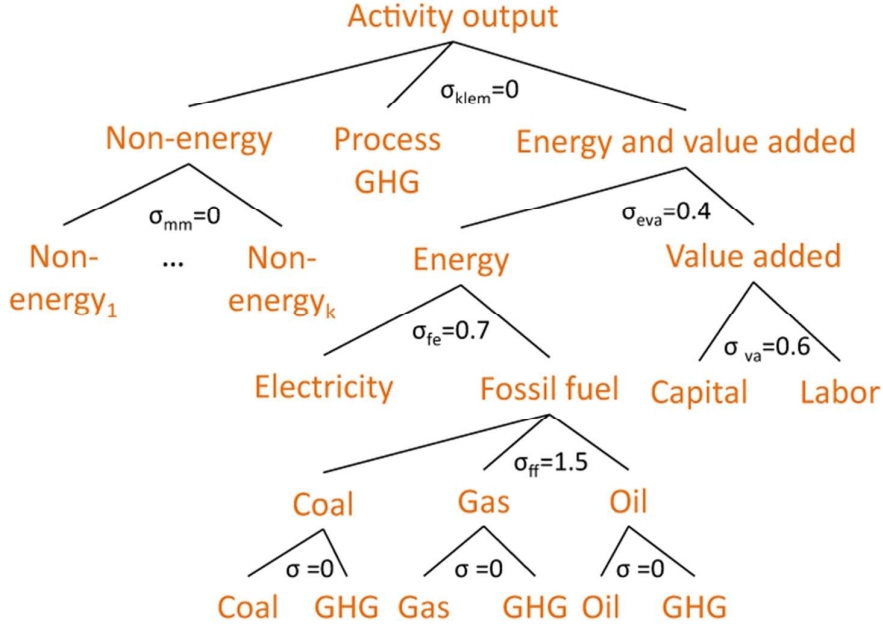 Activity output
σklem=0
Non-energy
Process
GHG
Energy and value added
σmm=0
σeva=0.4
Non-
energy1
...
Non-
energyk
Energy
Value added
σfe=0.7
σ va=0.6
Electricity
Fossil fuel
Capital
Labor
σff=1.5
Coal
Gas
Oil
σ =0
σ =0
σ =0
Coal
GHG
Gas
GHG
Oil
GHG